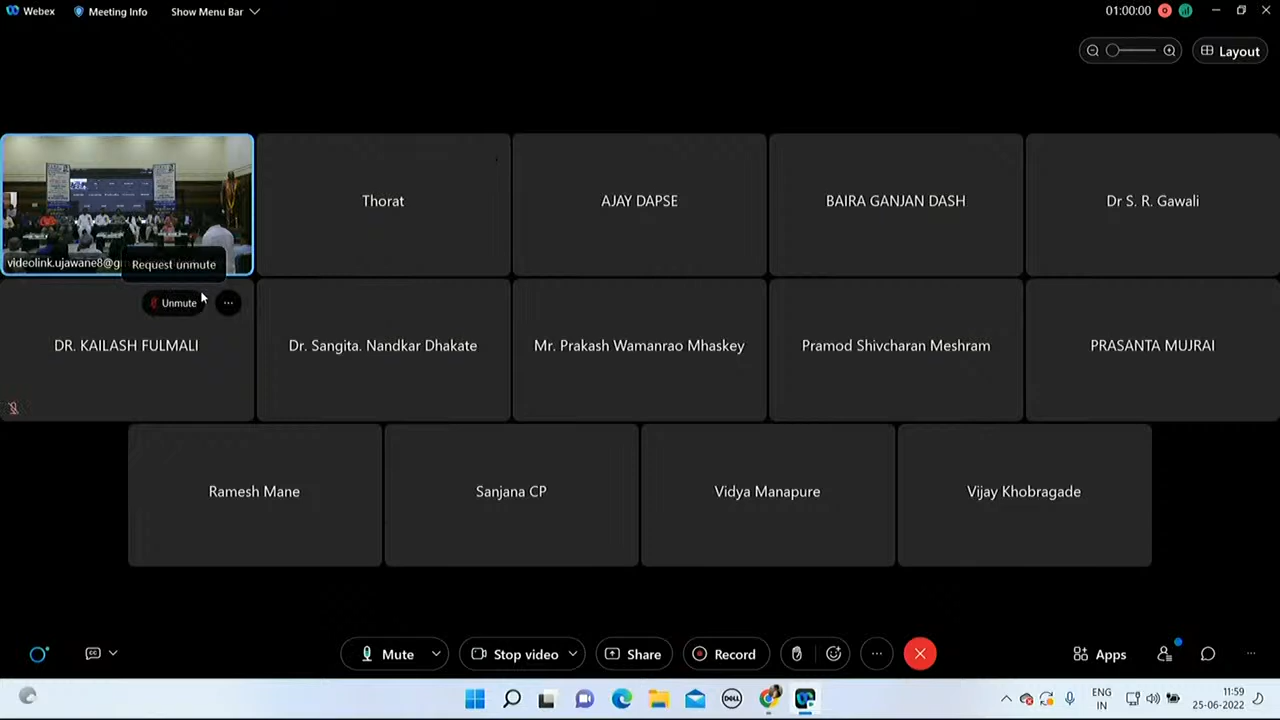 Webex
Meeting Info
Show Menu Bar
01:00:00
Layout
videolink.ujawane8@g
Request unmute
Thorat
AJAY DAPSE
BAIRA GANJAN DASH
Dr S. R. Gawali
Unmute
DR. KAILASH FULMALI
Dr. Sangita. Nandkar Dhakate
Mr. Prakash Wamanrao Mhaskey
Pramod Shivcharan Meshram
PRASANTA MUJRAI
Ramesh Mane
Sanjana CP
Vidya Manapure
Vijay Khobragade
CC
Mute
Stop video
Share
Record
Apps
DELL
ENG
IN
11:59
25-06-2022